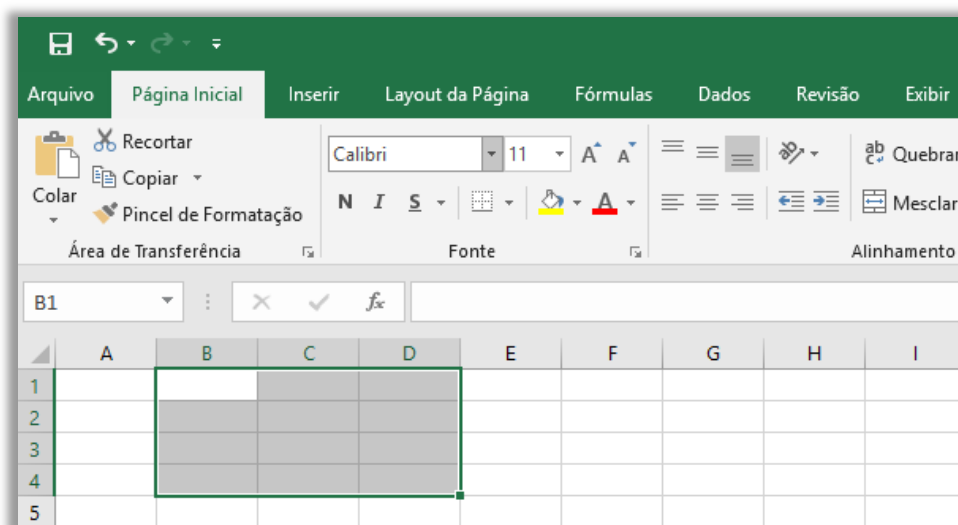 Arquivo Página Inicial Inserir Layout da Página Fórmulas Dados Revisão Exibir
Recortar
Copiar
Pincel de Formatação
Colar
Área de Transferência
Calibri 11
N I S
Fonte
ab Quebrar
Mesclar
Alinhamento
B1 fx
A B C D E F G H I
1
2
3
4
5